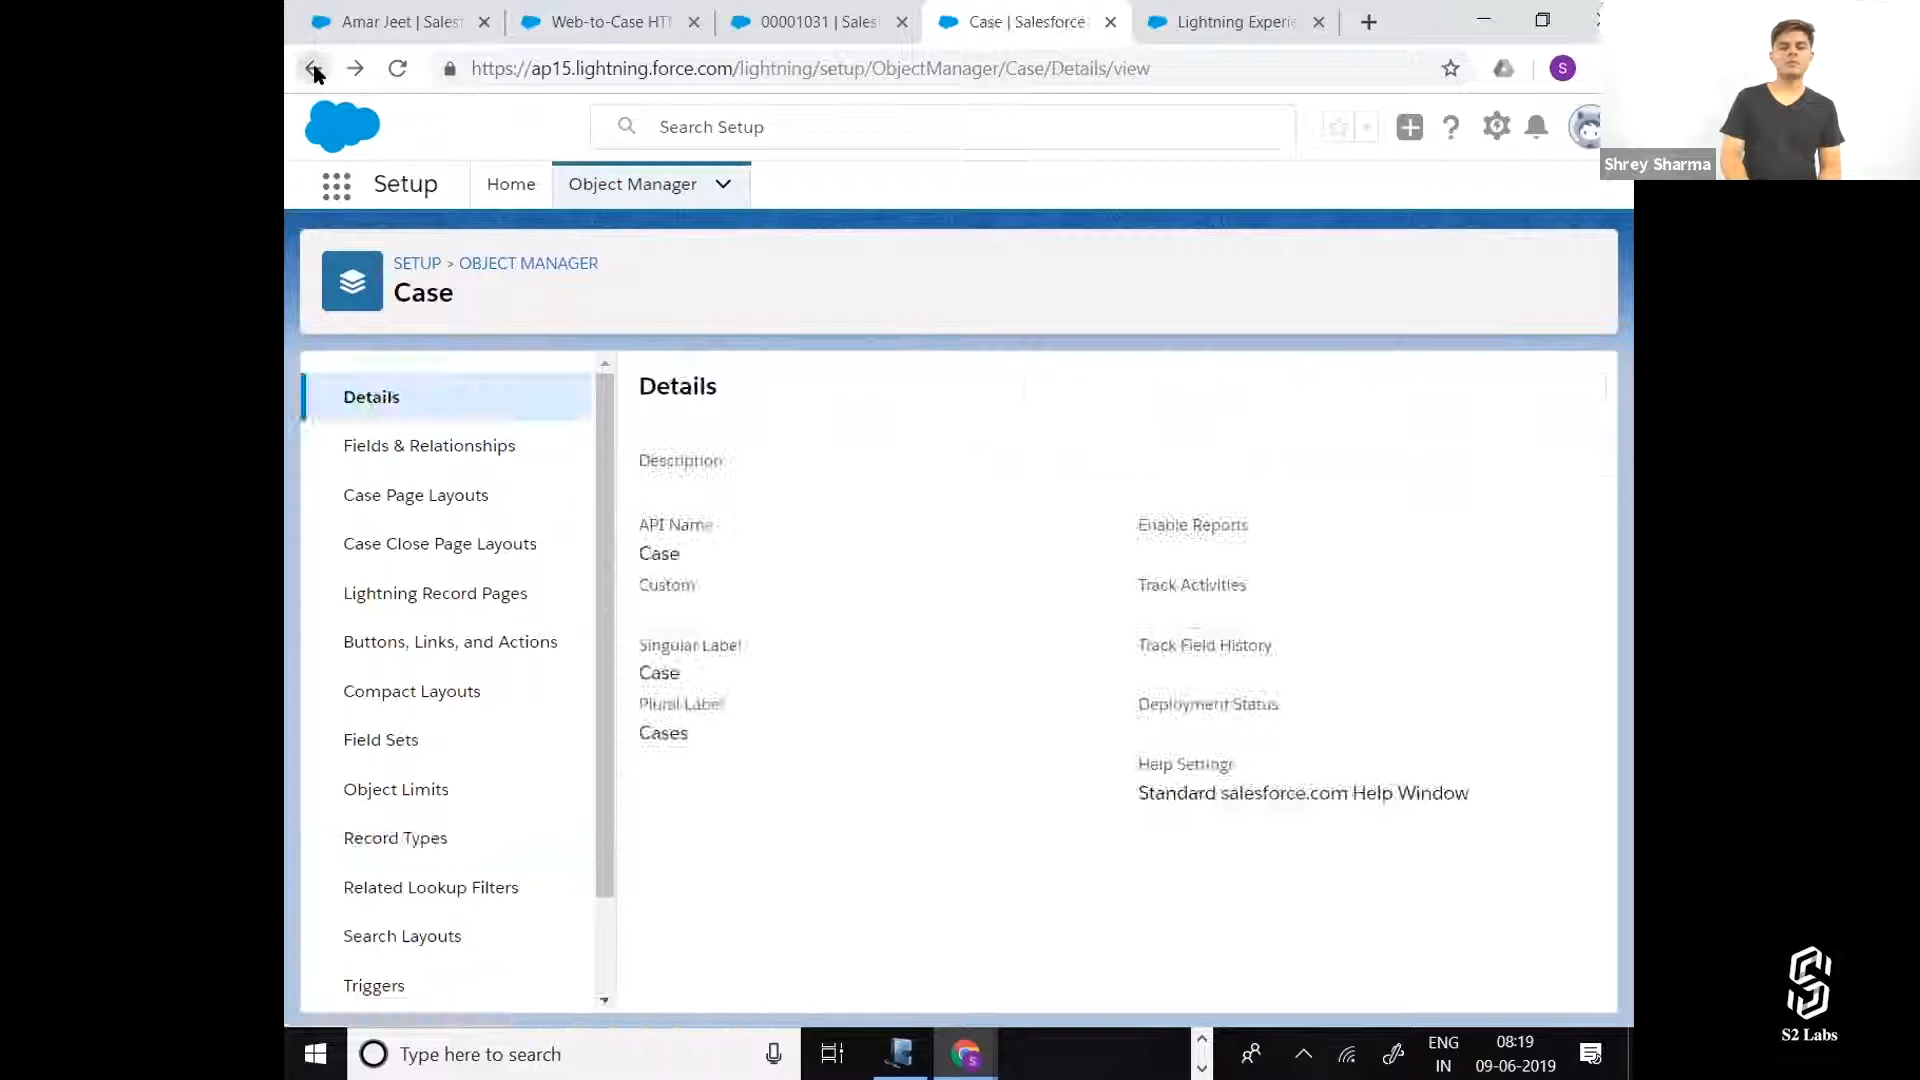 Amar Jeet | Salesf
Web-to-Case HTM
00001031 | Salesf
Case | Salesforce
Lightning Experie
https://ap15.lightning.force.com/lightning/setup/ObjectManager/Case/Details/view
S
Search Setup
Shrey Sharma
Setup
Home
Object Manager
SETUP > OBJECT MANAGER
Case
Details
Fields & Relationships
Case Page Layouts
Case Close Page Layouts
Lightning Record Pages
Buttons, Links, and Actions
Compact Layouts
Field Sets
Object Limits
Record Types
Related Lookup Filters
Search Layouts
Triggers
Details
Description
API Name
Case
Custom
Singular Label
Case
Plural Label
Cases
Enable Reports
Track Activities
Track Field History
Deployment Status
Help Settings
Standard salesforce.com Help Window
S2 Labs
Type here to search
ENG
IN
08:19
09-06-2019